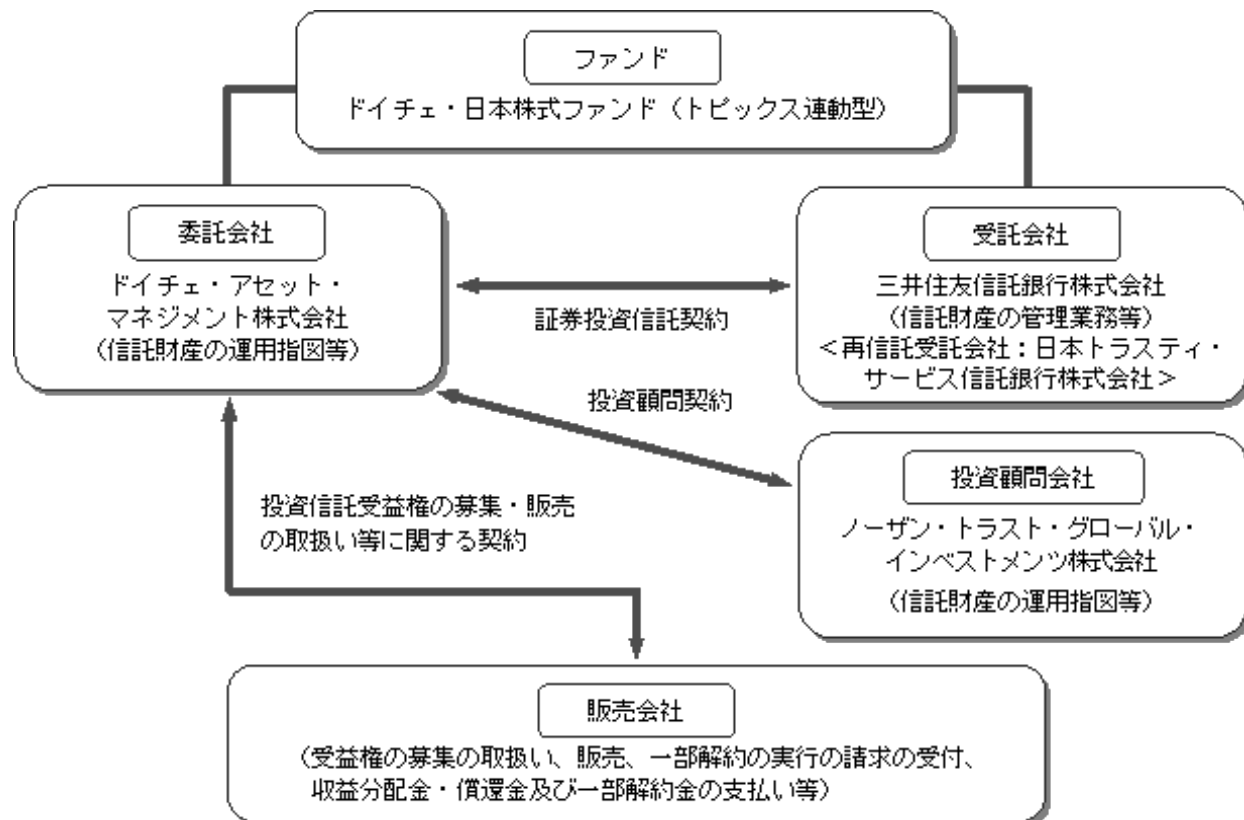 ファンド
ドイチェ・日本株式ファンド（トピックス連動型）
委託会社
ドイチェ・アセット・
マネジメント株式会社
（信託財産の運用指図等）
証券投資信託契約
受託会社
三井住友信託銀行株式会社
（信託財産の管理業務等）
＜再信託受託会社：日本トラスティ・
サービス信託銀行株式会社＞
投資顧問契約
投資顧問会社
ノーザン・トラスト・グローバル・
インベストメンツ株式会社
（信託財産の運用指図等）
投資信託受益権の募集・販売
の取扱い等に関する契約
販売会社
（受益権の募集の取扱い、販売、一部解約の実行の請求の受付、
収益分配金・償還金及び一部解約金の支払い等）